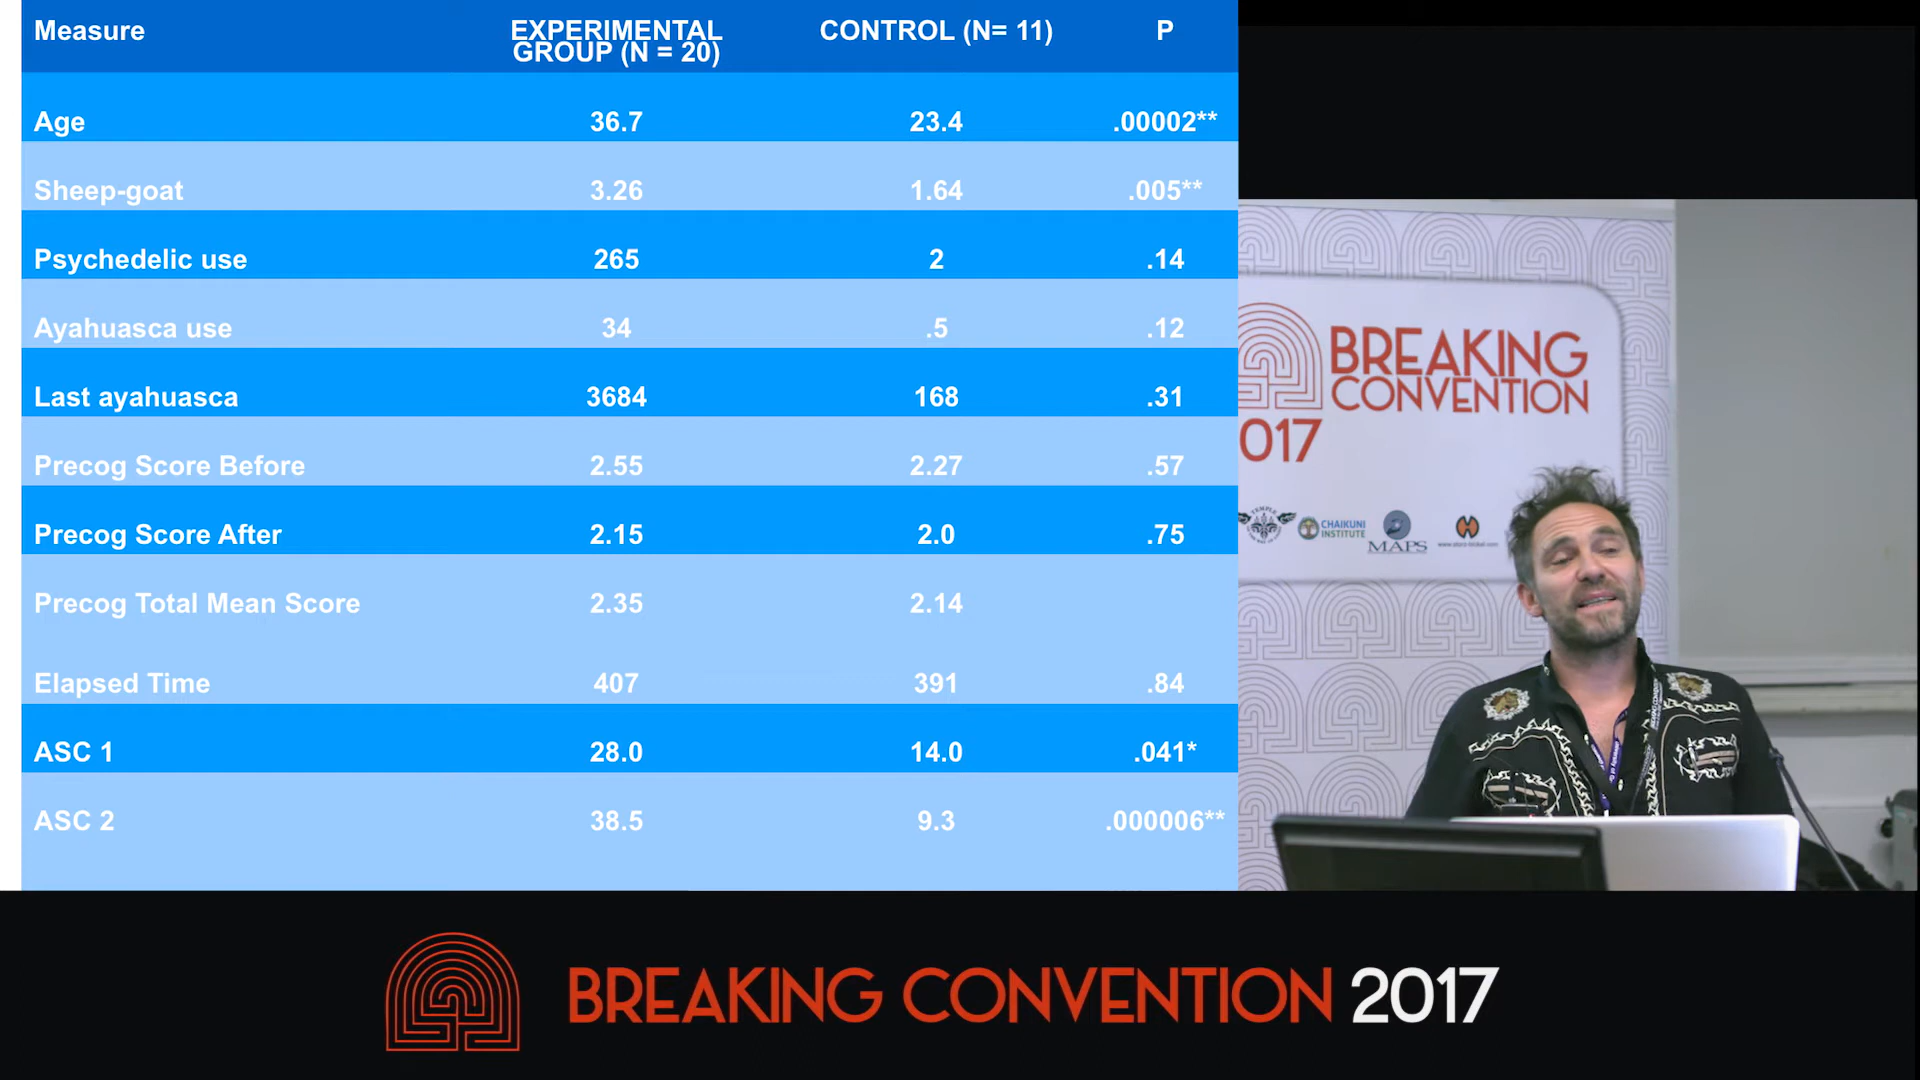 Measure EXPERIMENTAL GROUP (N = 20) CONTROL (N= 11) P
Age 36.7 23.4 .00002**
Sheep-goat 3.26 1.64 .005**
Psychedelic use 265 2 .14
Ayahuasca use 34 .5 .12
Last ayahuasca 3684 168 .31
Precog Score Before 2.55 2.27 .57
Precog Score After 2.15 2.0 .75
Precog Total Mean Score 2.35 2.14
Elapsed Time 407 391 .84
ASC 1 28.0 14.0 .041*
ASC 2 38.5 9.3 .000006**
BREAKING
CONVENTION
017
CHAIKUNI
INSTITUTE
MAPS
BREAKING CONVENTION 2017